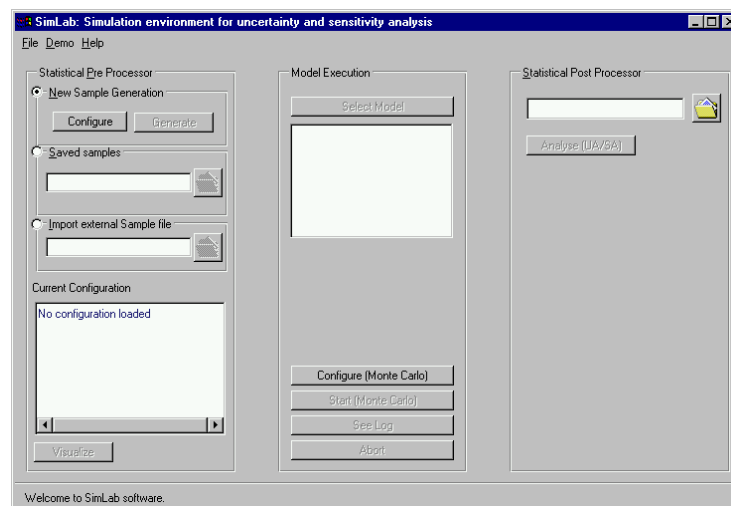 SimLab: Simulation environment for uncertainty and sensitivity analysis
File Demo Help
Statistical Pre Processor
New Sample Generation
Configure Generate
Saved samples
Import external Sample file
Current Configuration
No configuration loaded
Visualize
Model Execution
Select Model
Configure (Monte Carlo)
Start (Monte Carlo)
See Log
Abort
Statistical Post Processor
Analyse (UA/SA)
Welcome to SimLab software.